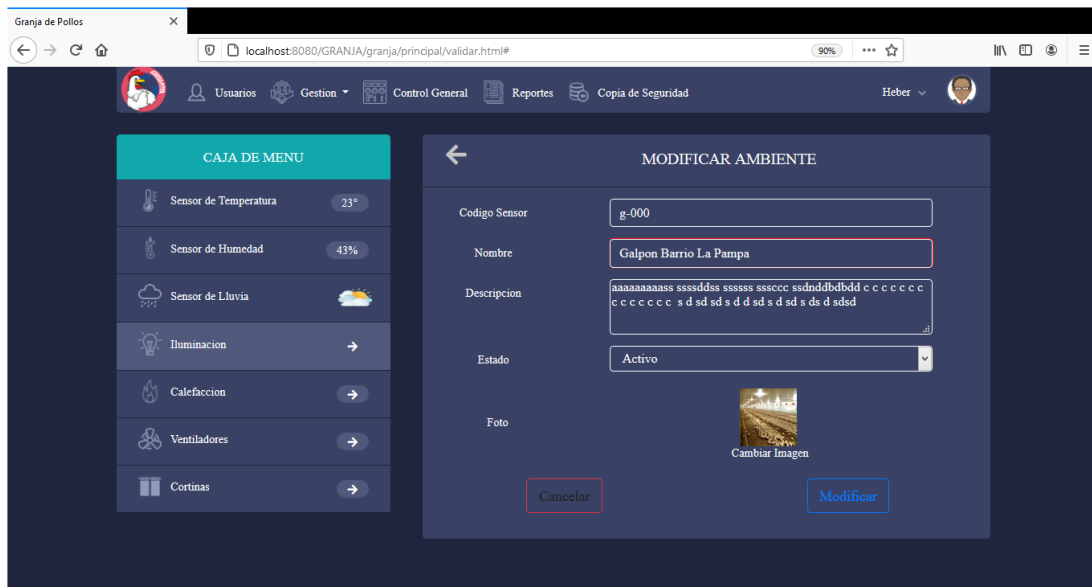 Granja de Pollos
localhost:8080/GRANJA/granja/principal/validar.html#
90%
Usuarios
Gestion
Control General
Reportes
Copia de Seguridad
Heber
CAJA DE MENU
Sensor de Temperatura
23°
Sensor de Humedad
43%
Sensor de Lluvia
Iluminacion
Calefaccion
Ventiladores
Cortinas
MODIFICAR AMBIENTE
Codigo Sensor
g-000
Nombre
Galpon Barrio La Pampa
Descripcion
aaaaaaaaass ssssddss ssssss sssccc ssdnddbdbdd c c c c c c c
c c c c c c c s d sd sd s d d sd s d sd s ds d sdsd
Estado
Activo
Foto
Cambiar Imagen
Cancelar
Modificar